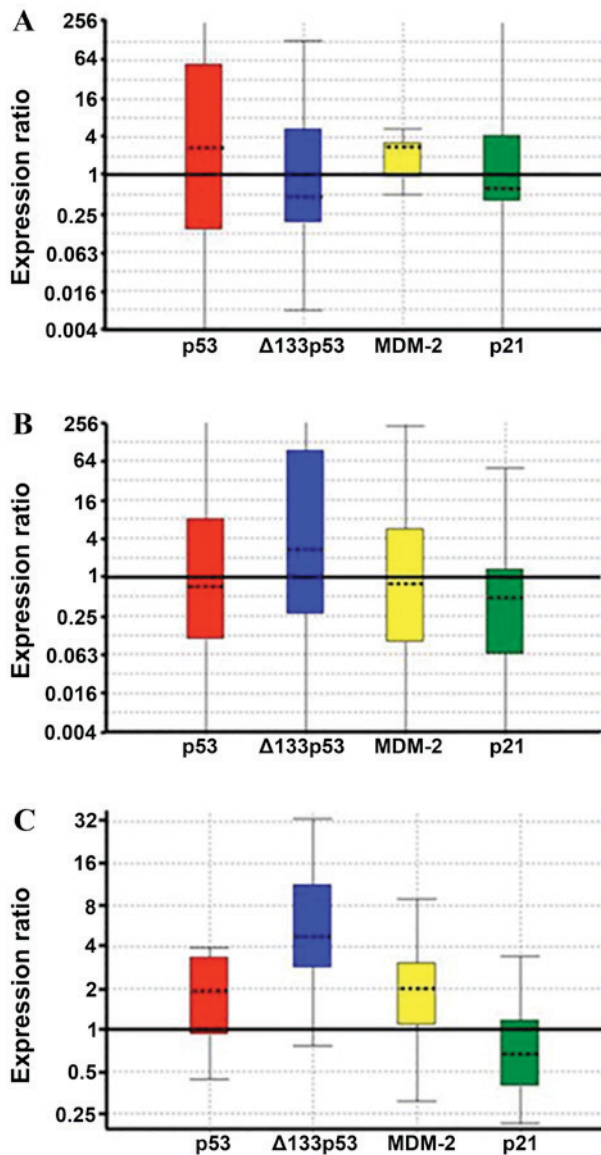 A
Expression ratio
256
64
16
4
1
0.25
0.063
0.016
0.004
p53 Δ133p53 MDM-2 p21
B
Expression ratio
256
64
16
4
1
0.25
0.063
0.016
0.004
p53 Δ133p53 MDM-2 p21
C
Expression ratio
32
16
8
4
2
1
0.5
0.25
p53 Δ133p53 MDM-2 p21